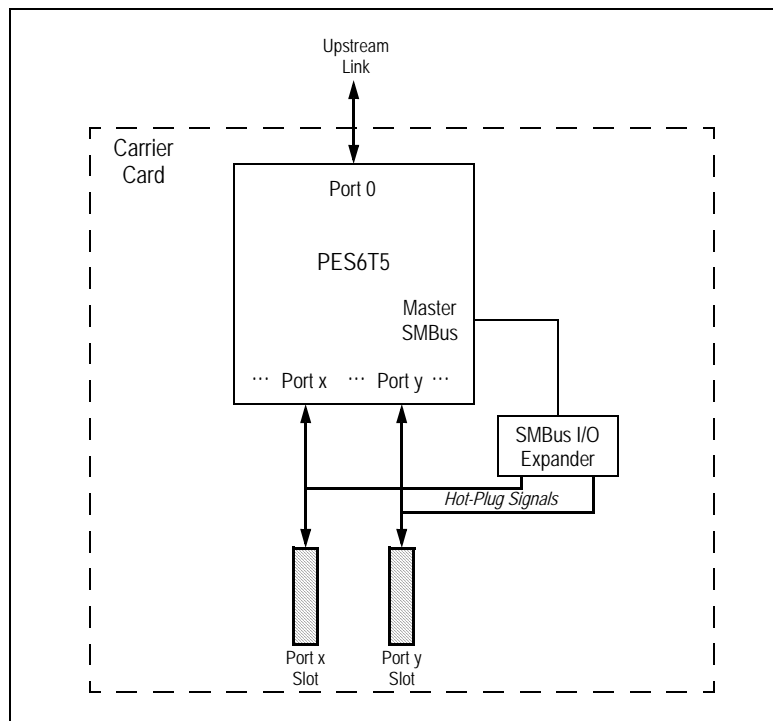 Upstream
Link
Carrier
Card
Port 0
PES6T5
Master
SMBus
... Port x ... Port y ...
SMBus I/O
Expander
Hot-Plug Signals
Port x
Slot
Port y
Slot